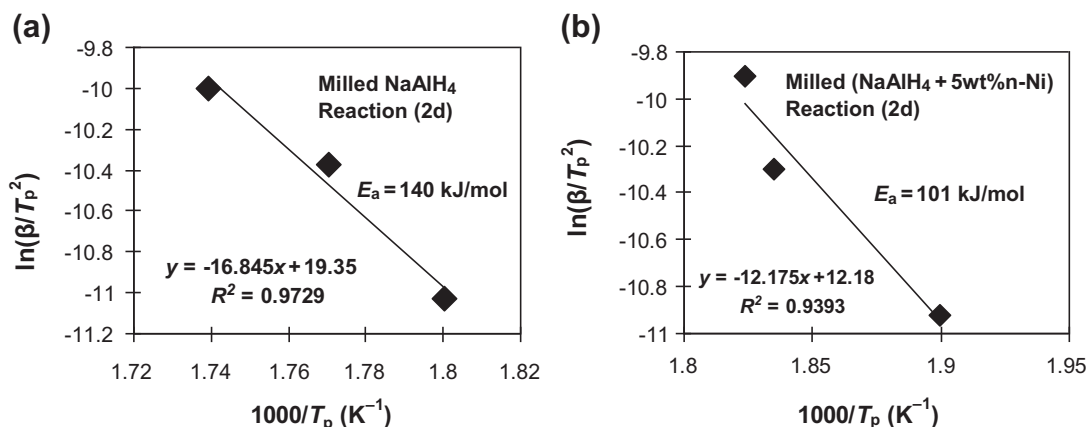 (a)
-9.8
-10
-10.2
-10.4
-10.6
-10.8
-11
-11.2
ln(β/Tp²)
Milled NaAlH₄
Reaction (2d)
Eₐ = 140 kJ/mol
y = -16.845x + 19.35
R² = 0.9729
1.72 1.74 1.76 1.78 1.80 1.82
1000/Tp (K⁻¹)
(b)
-9.8
-10
-10.2
-10.4
-10.6
-10.8
-11
ln(β/Tp²)
Milled (NaAlH₄ + 5wt%n-Ni)
Reaction (2d)
Eₐ = 101 kJ/mol
y = -12.175x + 12.18
R² = 0.9393
1.8 1.85 1.9 1.95
1000/Tp (K⁻¹)